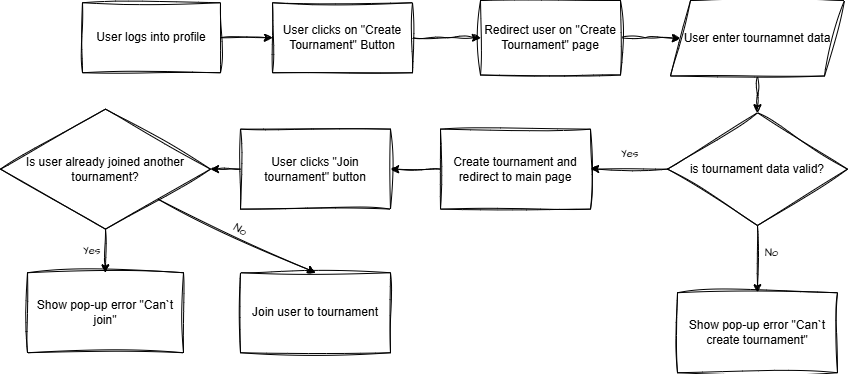 User logs into profile
User clicks on "Create
Tournament" Button
Redirect user on "Create
Tournament" page
User enter tournamnet data
Is user already joined another
tournament?
User clicks "Join
tournament" button
Create tournament and
redirect to main page
Yes
is tournament data valid?
No
Yes
No
Show pop-up error "Can`t
join"
Join user to tournament
Show pop-up error "Can`t
create tournament"